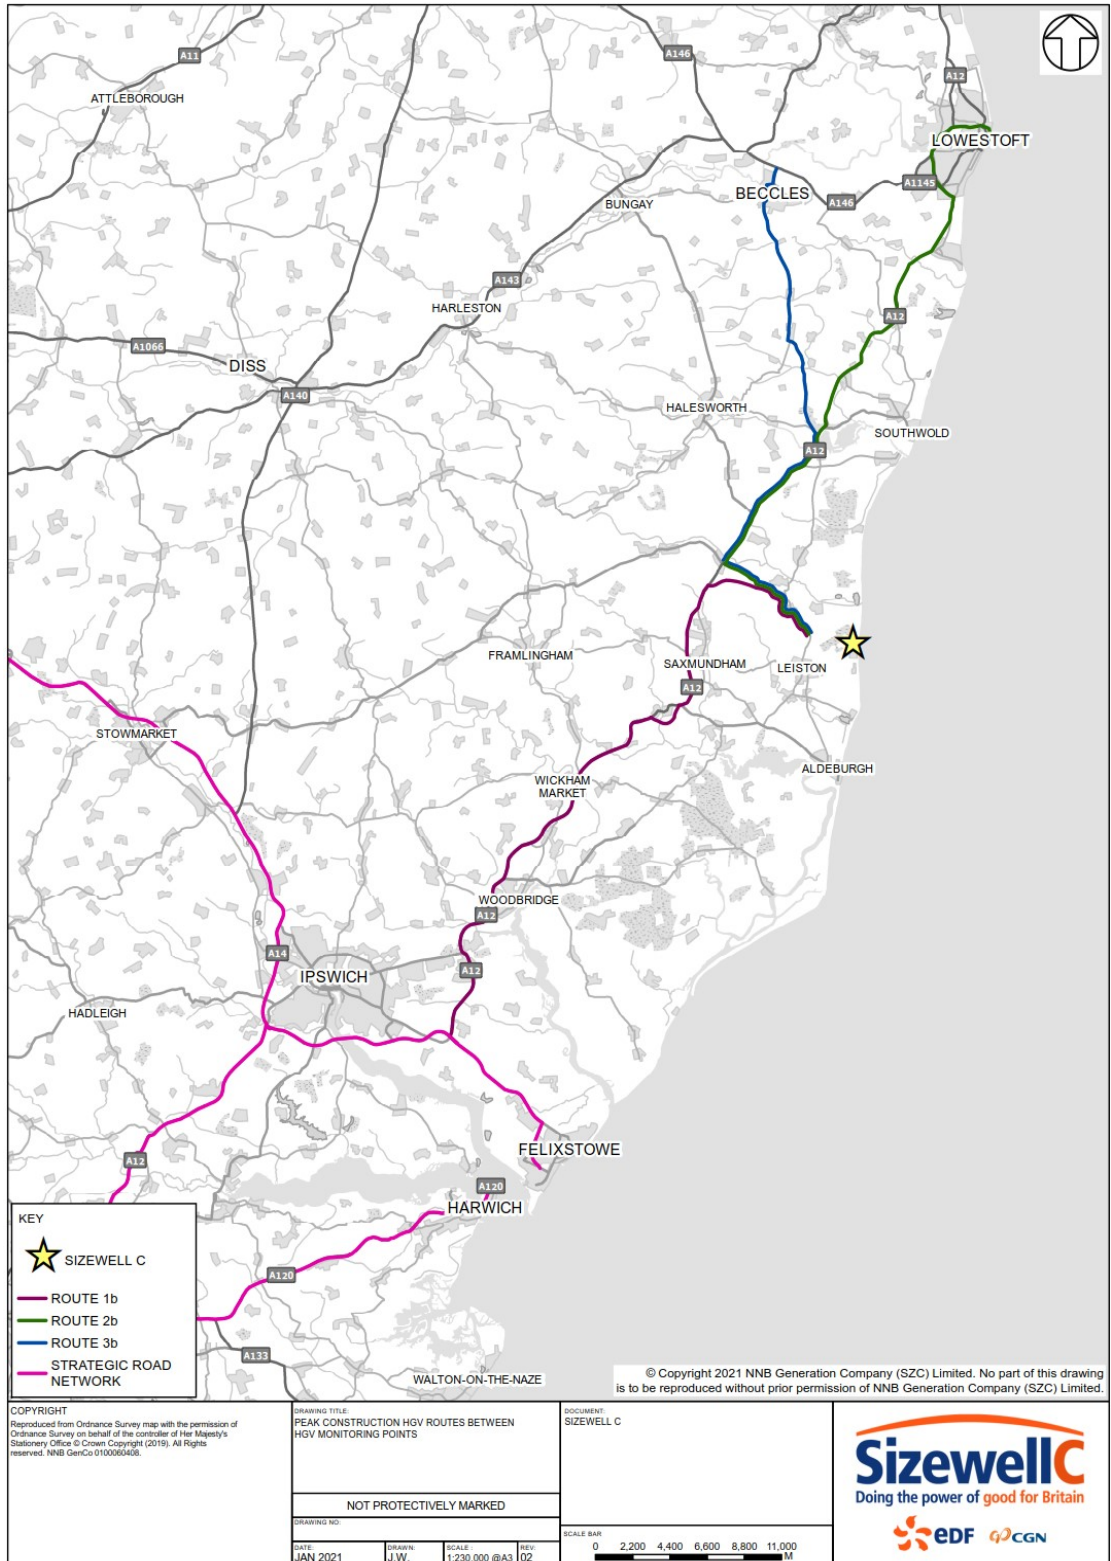 A11
A146
A12
ATTLEBOROUGH
LOWESTOFT
A1145
BECCLES
A146
BUNGAY
A143
HARLESTON
A12
A1066
DISS
A140
HALESWORTH
SOUTHWOLD
A12
FRAMLINGHAM
SAXMUNDHAM
LEISTON
A12
STOWMARKET
ALDEBURGH
WICKHAM
MARKET
WOODBRIDGE
A12
A14
A12
IPSWICH
HADLEIGH
FELIXSTOWE
A12
A120
HARWICH
KEY
SIZEWELL C
A120
ROUTE 1b
ROUTE 2b
ROUTE 3b
STRATEGIC ROAD
NETWORK
A133
WALTON-ON-THE-NAZE
© Copyright 2021 NNB Generation Company (SZC) Limited. No part of this drawing
is to be reproduced without prior permission of NNB Generation Company (SZC) Limited.
COPYRIGHT
Reproduced from Ordnance Survey map with the permission of
Ordnance Survey on behalf of the controller of Her Majesty's
Stationery Office © Crown Copyright (2019). All Rights
reserved. NNB GenCo 0100060408.
DRAWING TITLE:
PEAK CONSTRUCTION HGV ROUTES BETWEEN
HGV MONITORING POINTS
NOT PROTECTIVELY MARKED
DRAWING NO:
DATE:
JAN 2021
DRAWN:
J.W.
SCALE :
1:230,000 @A3
REV:
02
DOCUMENT:
SIZEWELL C
SCALE BAR
0 2,200 4,400 6,600 8,800 11,000
M
SizewellC
Doing the power of good for Britain
eDF CGN